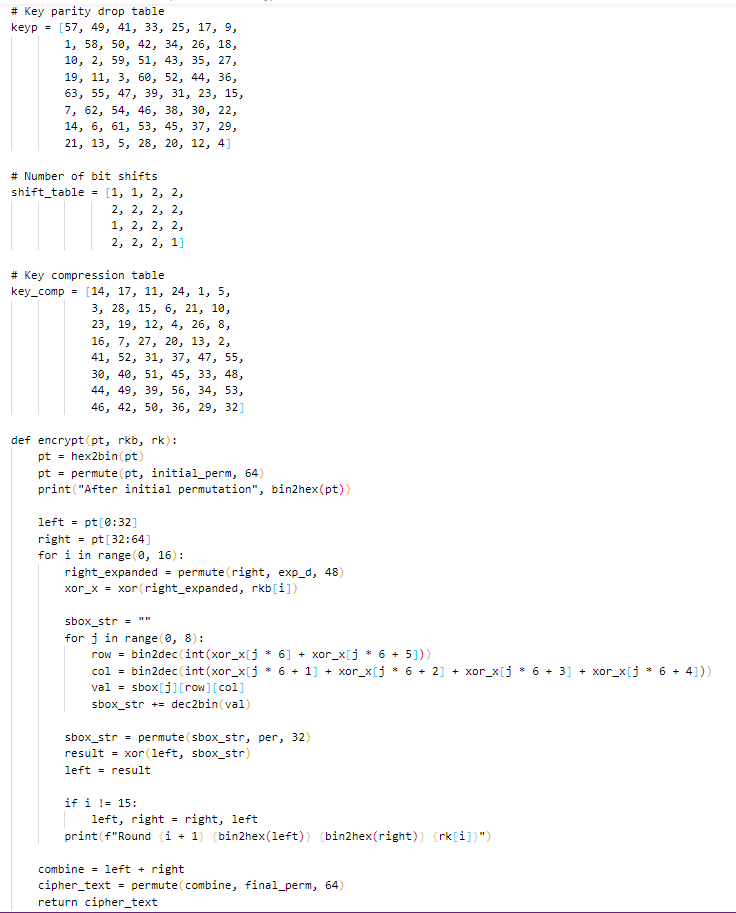 # Key parity drop table
keyp = [57, 49, 41, 33, 25, 17, 9,
1, 58, 50, 42, 34, 26, 18,
10, 2, 59, 51, 43, 35, 27,
19, 11, 3, 60, 52, 44, 36,
63, 55, 47, 39, 31, 23, 15,
7, 62, 54, 46, 38, 30, 22,
14, 6, 61, 53, 45, 37, 29,
21, 13, 5, 28, 20, 12, 4]
# Number of bit shifts
shift_table = [1, 1, 2, 2,
2, 2, 2, 2,
1, 2, 2, 2,
2, 2, 2, 1]
# Key compression table
key_comp = [14, 17, 11, 24, 1, 5,
3, 28, 15, 6, 21, 10,
23, 19, 12, 4, 26, 8,
16, 7, 27, 20, 13, 2,
41, 52, 31, 37, 47, 55,
30, 40, 51, 45, 33, 48,
44, 49, 39, 56, 34, 53,
46, 42, 50, 36, 29, 32]
def encrypt(pt, rkb, rk):
pt = hex2bin(pt)
pt = permute(pt, initial_perm, 64)
print("After initial permutation", bin2hex(pt))
left = pt[0:32]
right = pt[32:64]
for i in range(0, 16):
right_expanded = permute(right, exp_d, 48)
xor_x = xor(right_expanded, rkb[i])
sbox_str = ""
for j in range(0, 8):
row = bin2dec(int(xor_x[j * 6] + xor_x[j * 6 + 5]))
col = bin2dec(int(xor_x[j * 6 + 1] + xor_x[j * 6 + 2] + xor_x[j * 6 + 3] + xor_x[j * 6 + 4]))
val = sbox[j][row][col]
sbox_str += dec2bin(val)
sbox_str = permute(sbox_str, per, 32)
result = xor(left, sbox_str)
left = result
if i != 15:
left, right = right, left
print(f"Round {i + 1} {bin2hex(left)} {bin2hex(right)} {rk[i]}")
combine = left + right
cipher_text = permute(combine, final_perm, 64)
return cipher_text